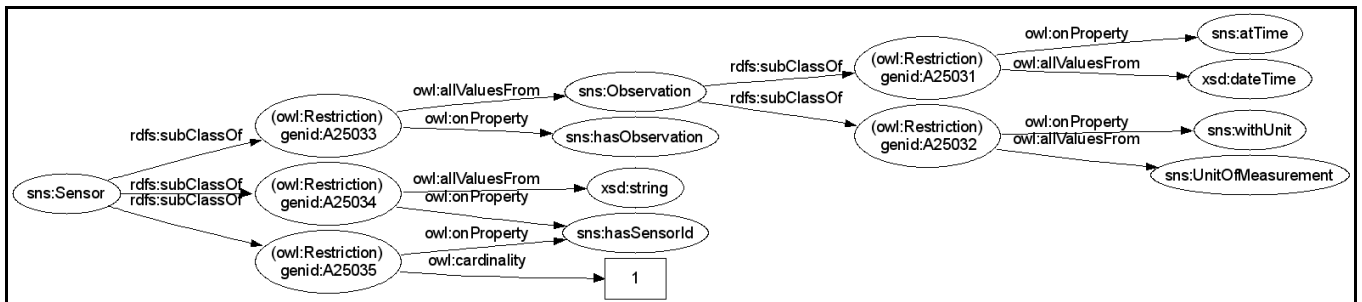 sns:Sensor
rdfs:subClassOf
rdfs:subClassOf
rdfs:subClassOf
(owl:Restriction)
genid:A25033
(owl:Restriction)
genid:A25034
(owl:Restriction)
genid:A25035
owl:allValuesFrom
owl:onProperty
owl:allValuesFrom
owl:onProperty
owl:onProperty
owl:cardinality
sns:Observation
sns:hasObservation
xsd:string
sns:hasSensorId
1
rdfs:subClassOf
rdfs:subClassOf
(owl:Restriction)
genid:A25031
(owl:Restriction)
genid:A25032
owl:onProperty
owl:allValuesFrom
owl:onProperty
owl:allValuesFrom
sns:atTime
xsd:dateTime
sns:withUnit
sns:UnitOfMeasurement